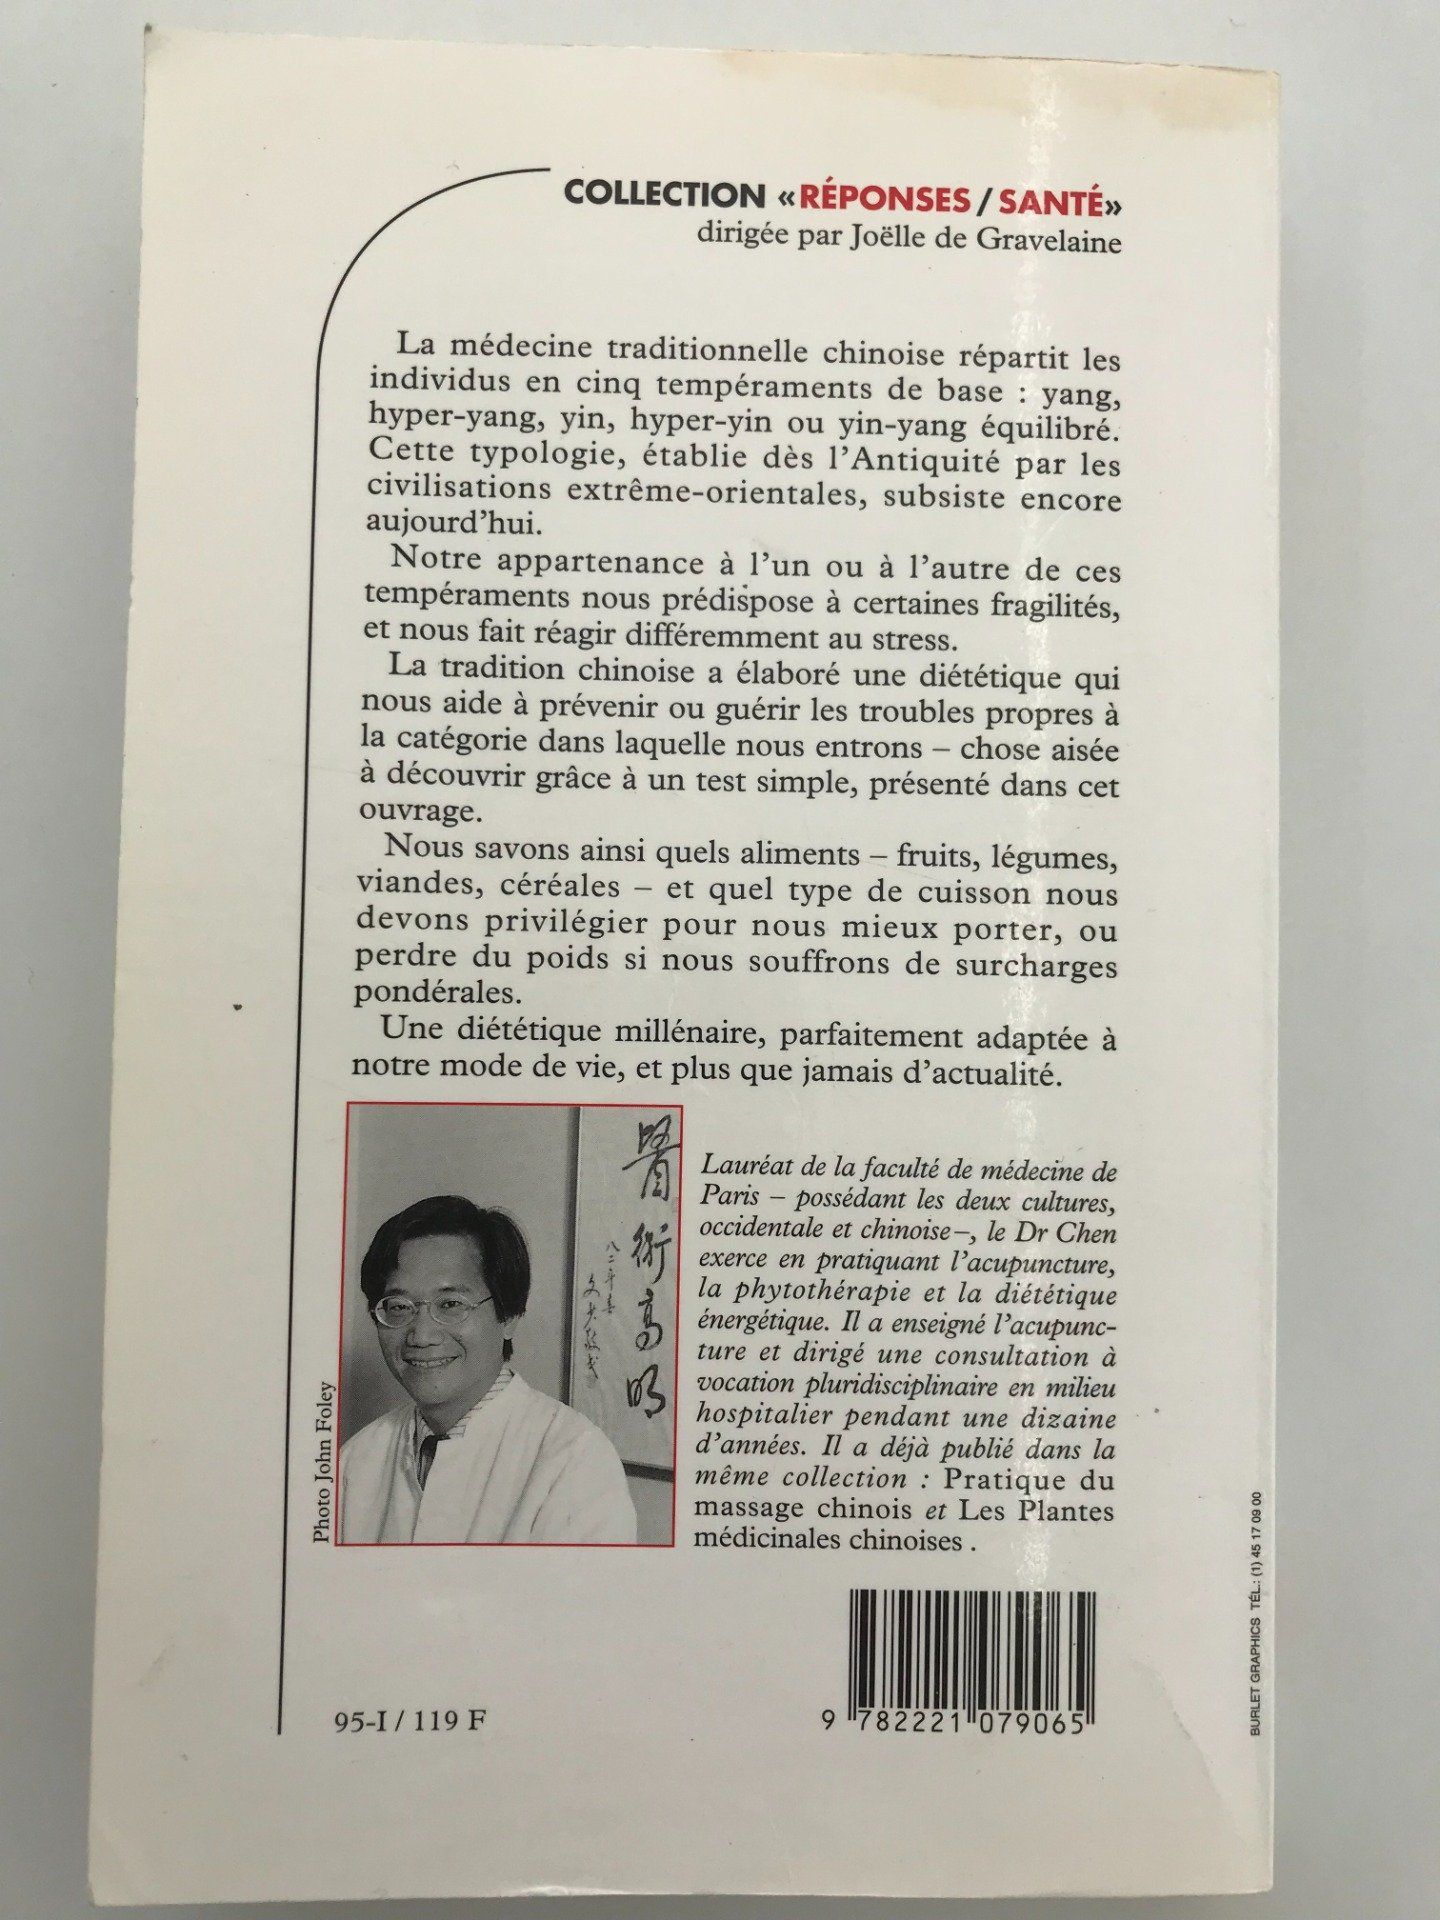 COLLECTION «RÉPONSES / SANTÉ»
dirigée par Joëlle de Gravelaine
La médecine traditionnelle chinoise répartit les
individus en cinq tempéraments de base : yang,
hyper-yang, yin, hyper-yin ou yin-yang équilibré.
Cette typologie, établie dès l'Antiquité par les
civilisations extrême-orientales, subsiste encore
aujourd'hui.
Notre appartenance à l'un ou à l'autre de ces
tempéraments nous prédispose à certaines fragilités,
et nous fait réagir différemment au stress.
La tradition chinoise a élaboré une diététique qui
nous aide à prévenir ou guérir les troubles propres à
la catégorie dans laquelle nous entrons – chose aisée
à découvrir grâce à un test simple, présenté dans cet
ouvrage.
Nous savons ainsi quels aliments – fruits, légumes,
viandes, céréales – et quel type de cuisson nous
devons privilégier pour nous mieux porter, ou
perdre du poids si nous souffrons de surcharges
pondérales.
Une diététique millénaire, parfaitement adaptée à
notre mode de vie, et plus que jamais d'actualité.
醫術高明
Photo John Foley
Lauréat de la faculté de médecine de
Paris – possédant les deux cultures,
occidentale et chinoise–, le Dr Chen
exerce en pratiquant l'acupuncture,
la phytothérapie et la diététique
énergétique. Il a enseigné l'acupunc-
ture et dirigé une consultation à
vocation pluridisciplinaire en milieu
hospitalier pendant une dizaine
d'années. Il a déjà publié dans la
même collection : Pratique du
massage chinois et Les Plantes
médicinales chinoises .
95-I / 119 F
9 782221 079065
BURLET GRAPHICS TÉL.: (1) 45 17 09 00